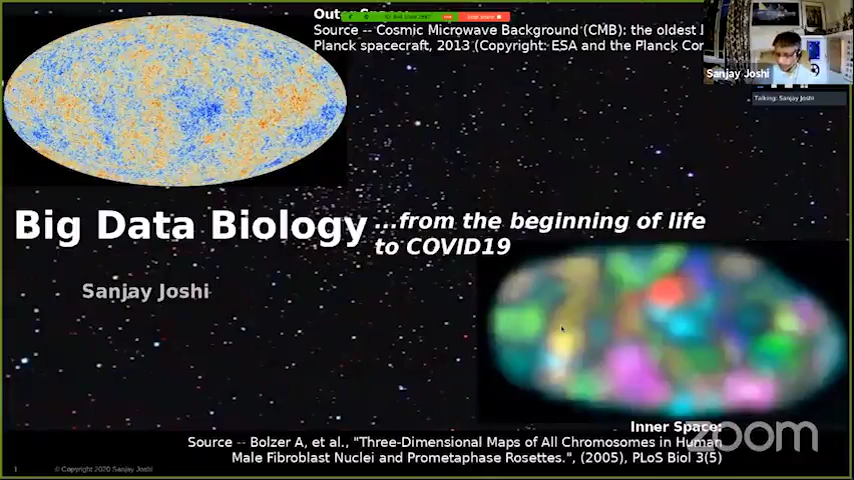 Outer Space:
Source -- Cosmic Microwave Background (CMB): the oldest l
Planck spacecraft, 2013 (Copyright: ESA and the Planck Cor
Sanjay Joshi
Talking: Sanjay Joshi
Big Data Biology ...from the beginning of life
to COVID19
Sanjay Joshi
Inner Space:
Source -- Bolzer A, et al., "Three-Dimensional Maps of All Chromosomes in Human
Male Fibroblast Nuclei and Prometaphase Rosettes.", (2005), PLoS Biol 3(5)
zoom
1 © Copyright 2020 Sanjay Joshi